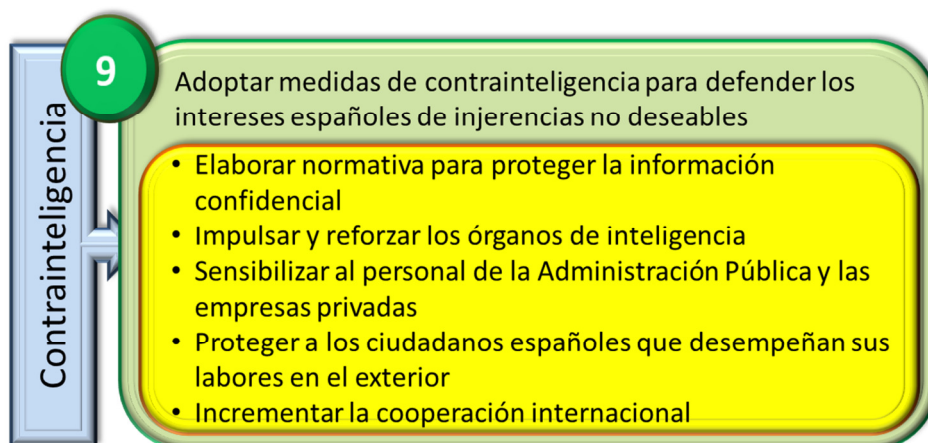 9
Contrainteligencia
Adoptar medidas de contrainteligencia para defender los
intereses españoles de injerencias no deseables
• Elaborar normativa para proteger la información
confidencial
• Impulsar y reforzar los órganos de inteligencia
• Sensibilizar al personal de la Administración Pública y las
empresas privadas
• Proteger a los ciudadanos españoles que desempeñan sus
labores en el exterior
• Incrementar la cooperación internacional